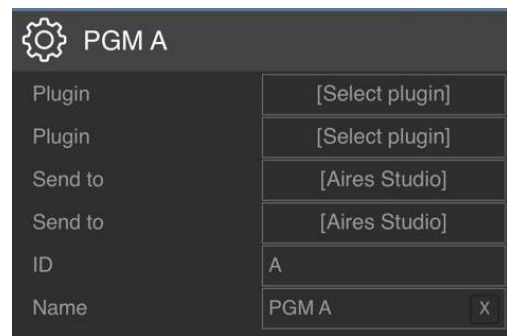 PGM A
Plugin [Select plugin]
Plugin [Select plugin]
Send to [Aires Studio]
Send to [Aires Studio]
ID A
Name PGM A X